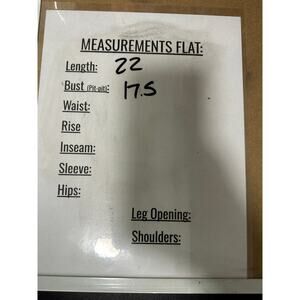 MEASUREMENTS FLAT:
Length: 22
Bust (Pit-pit): 17.5
Waist:
Rise
Inseam:
Sleeve:
Hips:
Leg Opening:
Shoulders: